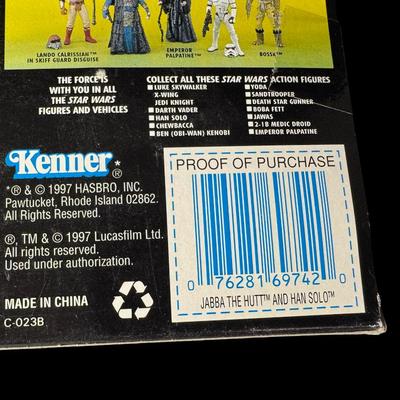 LANDO CALRISSIAN™
IN SKIFF GUARD DISGUISE
EMPEROR
PALPATINE™
BOSSK™
THE FORCE IS
WITH YOU IN ALL
THE STAR WARS
FIGURES AND VEHICLES
COLLECT ALL THESE STAR WARS ACTION FIGURES
■ LUKE SKYWALKER
X-WING
JEDI KNIGHT
■ DARTH VADER
■ HAN SOLO
■ CHEWBACCA
■ BEN (OBI-WAN) KENOBI
■ YODA
■ SANDTROOPER
■ DEATH STAR GUNNER
■ BOBA FETT
■ JAWAS
■ 2-1B MEDIC DROID
■ EMPEROR PALPATINE
Kenner®*
*® & © 1997 HASBRO, INC.
Pawtucket, Rhode Island 02862.
All Rights Reserved.
®, TM & © 1997 Lucasfilm Ltd.
All rights reserved.
Used under authorization.
MADE IN CHINA
C-023B
PROOF OF PURCHASE
0 76281 69742 0
JABBA THE HUTT™ AND HAN SOLO™